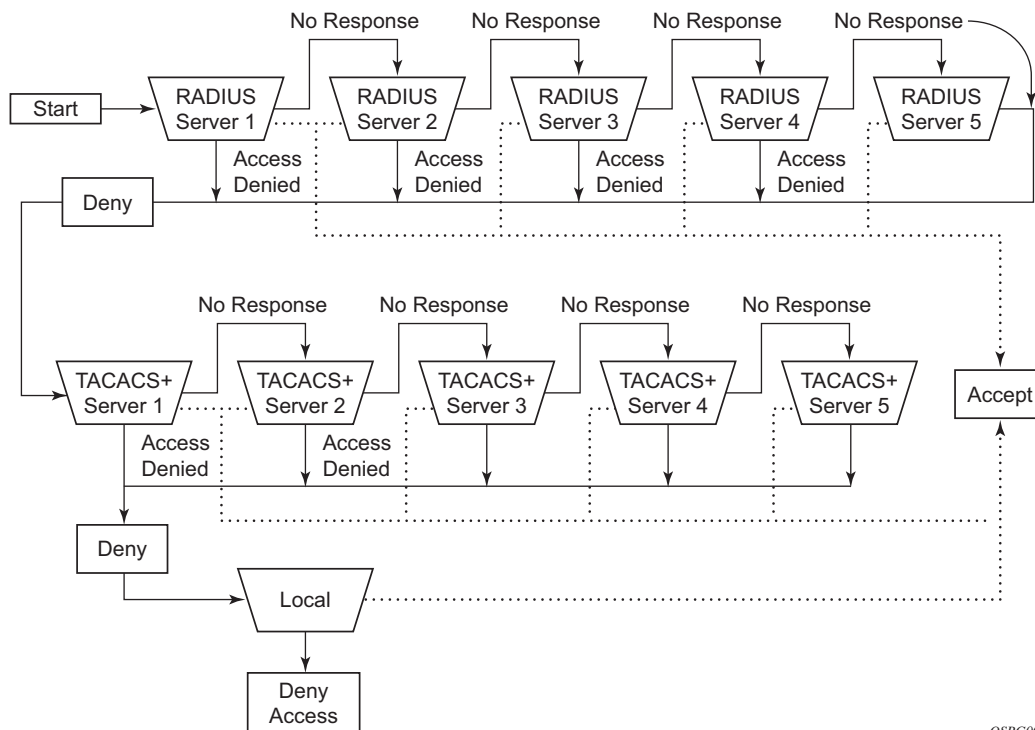 No Response
No Response
No Response
No Response
No Response
Start
RADIUS
Server 1
RADIUS
Server 2
RADIUS
Server 3
RADIUS
Server 4
RADIUS
Server 5
Access
Denied
Access
Denied
Access
Denied
Access
Denied
Deny
No Response
No Response
No Response
No Response
TACACS+
Server 1
TACACS+
Server 2
TACACS+
Server 3
TACACS+
Server 4
TACACS+
Server 5
Accept
Access
Denied
Access
Denied
Deny
Local
Deny
Access